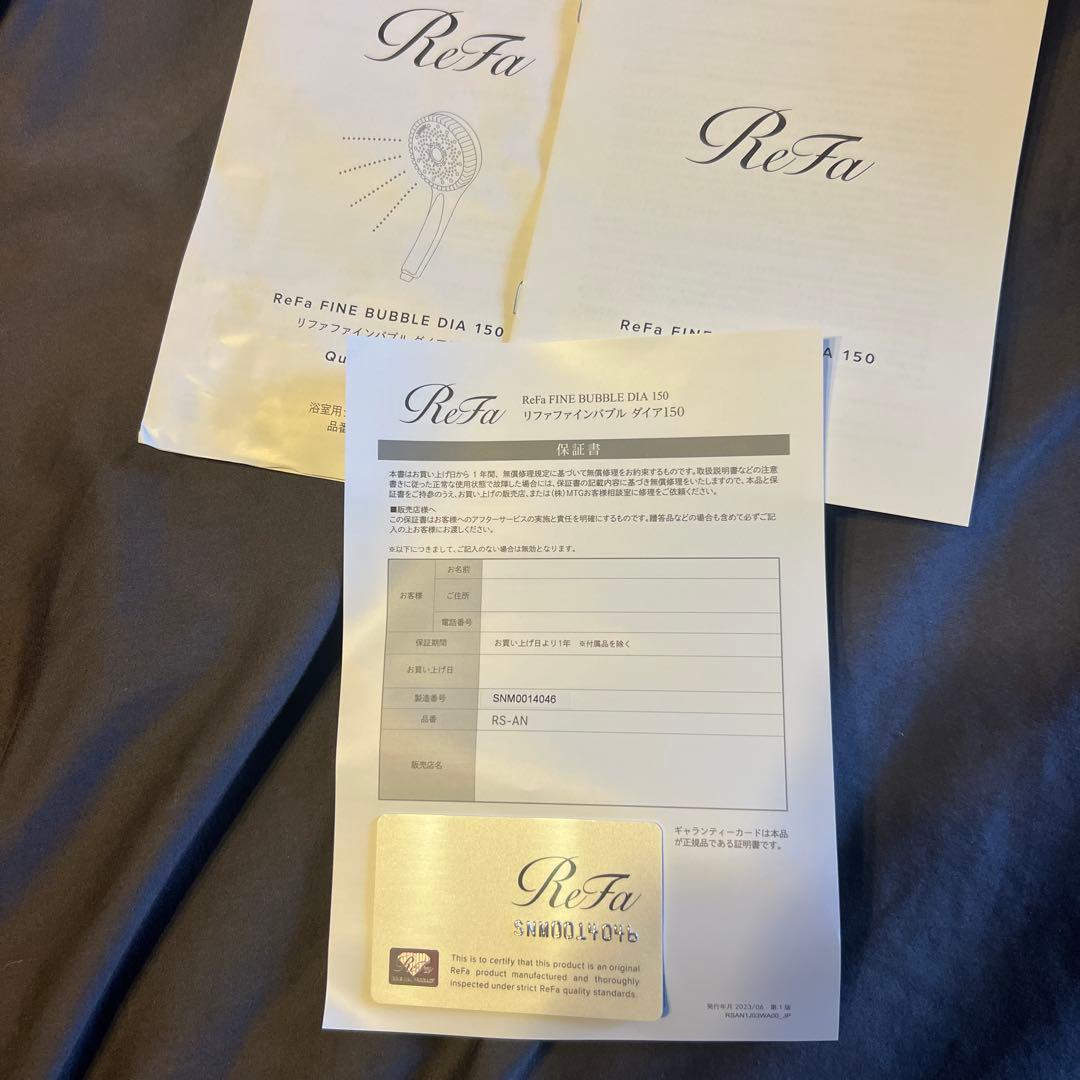 ReFa
ReFa FINE BUBBLE DIA 150
リファファインバブル ダイア
Qu
浴室用
品番
ReFa
ReFa FINE
A 150
ReFa
ReFa FINE BUBBLE DIA 150
リファファインバブル ダイア150
保証書
本書はお買い上げ日から 1 年間、無償修理規定に基づいて無償修理をお約束するものです。取扱説明書などの注意
書きに従った正常な使用状態で故障した場合には、保証書の記載内容に基づき無償修理をいたしますので、本品と保
証書をご持参のうえ、お買い上げの販売店、または(株)MTGお客様相談室に修理をご依頼ください。
■販売店様へ
この保証書はお客様へのアフターサービスの実施と責任を明確にするものです。贈答品などの場合も含めて必ずご記
入の上お客様にお渡しください。
※以下につきまして、ご記入のない場合は無効となります。
お客様
お名前
ご住所
電話番号
保証期間 お買い上げ日より1年 ※付属品を除く
お買い上げ日
製造番号 SNM0014046
品番 RS-AN
販売店名
ギャランティーカードは本品
が正規品である証明書です。
ReFa
SNM0014046
This is to certify that this product is an original
ReFa product manufactured and thoroughly
inspected under strict ReFa quality standards.
発行年月 2023/06 第1版
RSAN1J03WA00_JP